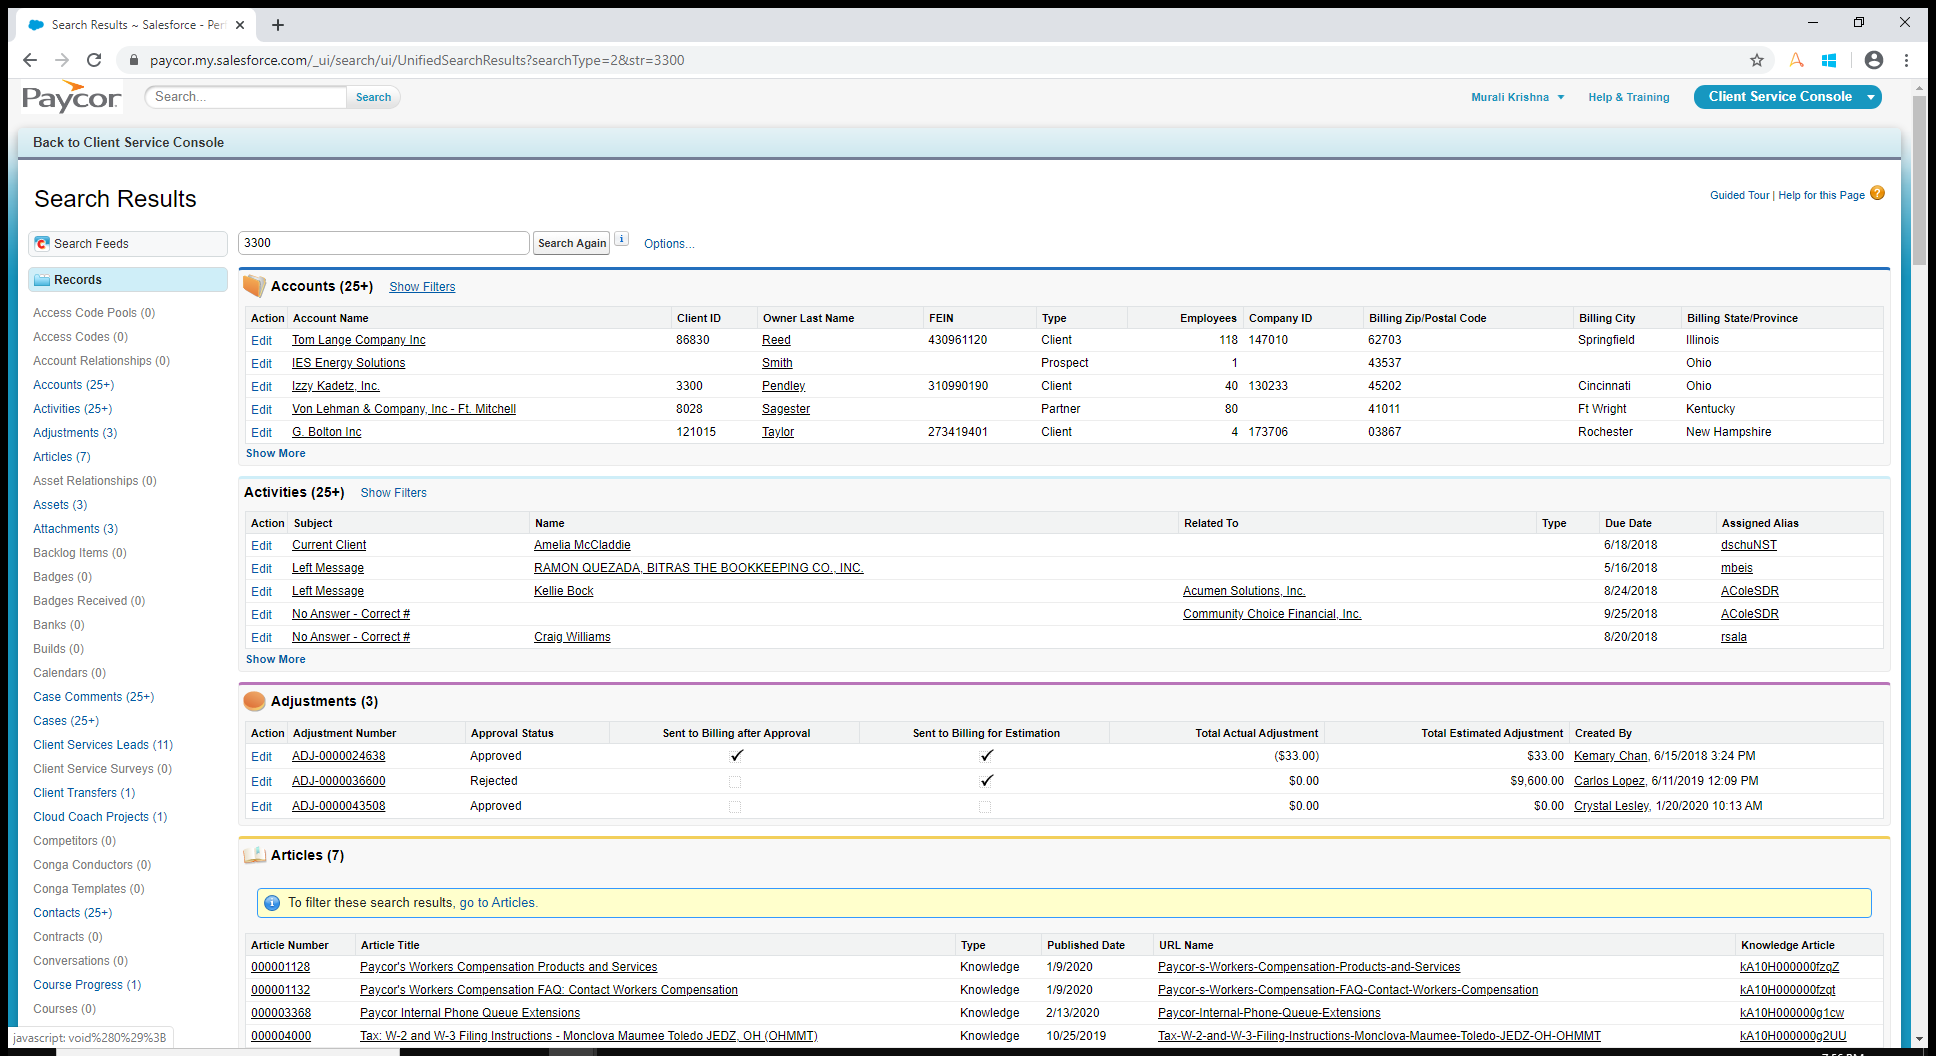 Search Results ~ Salesforce - Per
paycor.my.salesforce.com/_ui/search/ui/UnifiedSearchResults?searchType=2&str=3300
Paycor Search... Search Murali Krishna Help & Training Client Service Console
Back to Client Service Console
Search Results
Guided Tour | Help for this Page ?
Search Feeds
3300 Search Again i Options...
Records
Access Code Pools (0)
Access Codes (0)
Account Relationships (0)
Accounts (25+)
Activities (25+)
Adjustments (3)
Articles (7)
Asset Relationships (0)
Assets (3)
Attachments (3)
Backlog Items (0)
Badges (0)
Badges Received (0)
Banks (0)
Builds (0)
Calendars (0)
Case Comments (25+)
Cases (25+)
Client Services Leads (11)
Client Service Surveys (0)
Client Transfers (1)
Cloud Coach Projects (1)
Competitors (0)
Conga Conductors (0)
Conga Templates (0)
Contacts (25+)
Contracts (0)
Conversations (0)
Course Progress (1)
Courses (0)
javascript: void%280%29%3B
Accounts (25+) Show Filters
Action Account Name Client ID Owner Last Name FEIN Type Employees Company ID Billing Zip/Postal Code Billing City Billing State/Province
Edit Tom Lange Company Inc 86830 Reed 430961120 Client 118 147010 62703 Springfield Illinois
Edit IES Energy Solutions Smith Prospect 1 43537 Ohio
Edit Izzy Kadetz, Inc. 3300 Pendley 310990190 Client 40 130233 45202 Cincinnati Ohio
Edit Von Lehman & Company, Inc - Ft. Mitchell 8028 Sagester Partner 80 41011 Ft Wright Kentucky
Edit G. Bolton Inc 121015 Taylor 273419401 Client 4 173706 03867 Rochester New Hampshire
Show More
Activities (25+) Show Filters
Action Subject Name Related To Type Due Date Assigned Alias
Edit Current Client Amelia McCladdie 6/18/2018 dschuNST
Edit Left Message RAMON QUEZADA, BITRAS THE BOOKKEEPING CO., INC. 5/16/2018 mbeis
Edit Left Message Kellie Bock Acumen Solutions, Inc. 8/24/2018 AColeSDR
Edit No Answer - Correct # Community Choice Financial, Inc. 9/25/2018 AColeSDR
Edit No Answer - Correct # Craig Williams 8/20/2018 rsala
Show More
Adjustments (3)
Action Adjustment Number Approval Status Sent to Billing after Approval Sent to Billing for Estimation Total Actual Adjustment Total Estimated Adjustment Created By
Edit ADJ-0000024638 Approved ($33.00) $33.00 Kemary Chan, 6/15/2018 3:24 PM
Edit ADJ-0000036600 Rejected $0.00 $9,600.00 Carlos Lopez, 6/11/2019 12:09 PM
Edit ADJ-0000043508 Approved $0.00 $0.00 Crystal Lesley, 1/20/2020 10:13 AM
Articles (7)
To filter these search results, go to Articles.
Article Number Article Title Type Published Date URL Name Knowledge Article
000001128 Paycor's Workers Compensation Products and Services Knowledge 1/9/2020 Paycor-s-Workers-Compensation-Products-and-Services kA10H000000fzqZ
000001132 Paycor's Workers Compensation FAQ: Contact Workers Compensation Knowledge 1/9/2020 Paycor-s-Workers-Compensation-FAQ-Contact-Workers-Compensation kA10H000000fzqt
000003368 Paycor Internal Phone Queue Extensions Knowledge 2/13/2020 Paycor-Internal-Phone-Queue-Extensions kA10H000000g1cw
000004000 Tax: W-2 and W-3 Filing Instructions - Monclova Maumee Toledo JEDZ, OH (OHMMT) Knowledge 10/25/2019 Tax-W-2-and-W-3-Filing-Instructions-Monclova-Maumee-Toledo-JEDZ-OH-OHMMT kA10H000000g2UU